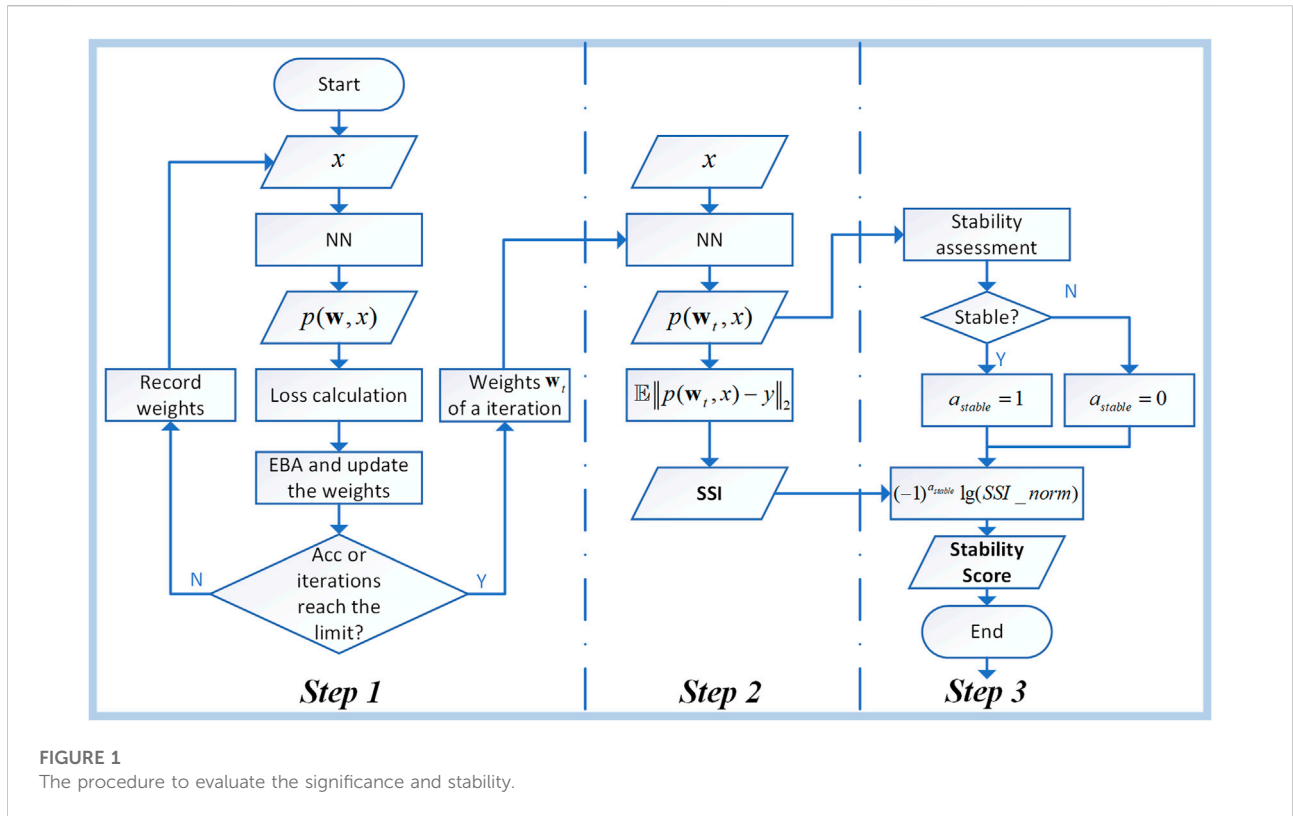 Start
x
NN
p(w, x)
Loss calculation
EBA and update
the weights
Acc or
iterations
reach the
limit?
N
Y
Record
weights
Weights w_t
of a iteration
Step 1
x
NN
p(w_t, x)
𝔼‖p(w_t, x) − y‖_2
SSI
Step 2
Stability
assessment
Stable?
N
Y
a_stable = 1
a_stable = 0
(−1)^{a_stable} lg(SSI_norm)
Stability
Score
End
Step 3
FIGURE 1
The procedure to evaluate the significance and stability.